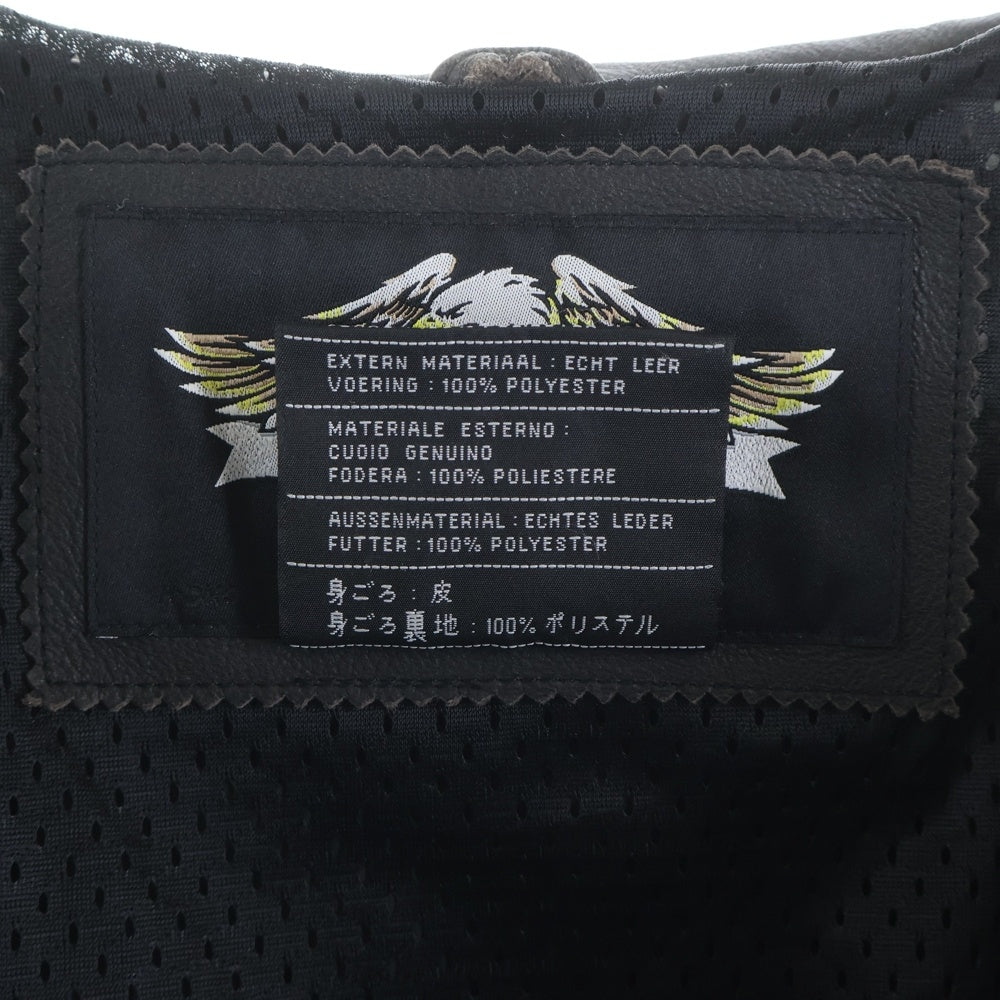 EXTERN MATERIAAL : ECHT LEER
VOERING : 100% POLYESTER
MATERIALE ESTERNO :
CUOIO GENUINO
FODERA : 100% POLIESTERE
AUSSENMATERIAL : ECHTES LEDER
FUTTER : 100% POLYESTER
身ごろ : 皮
身ごろ裏地 : 100% ポリステル